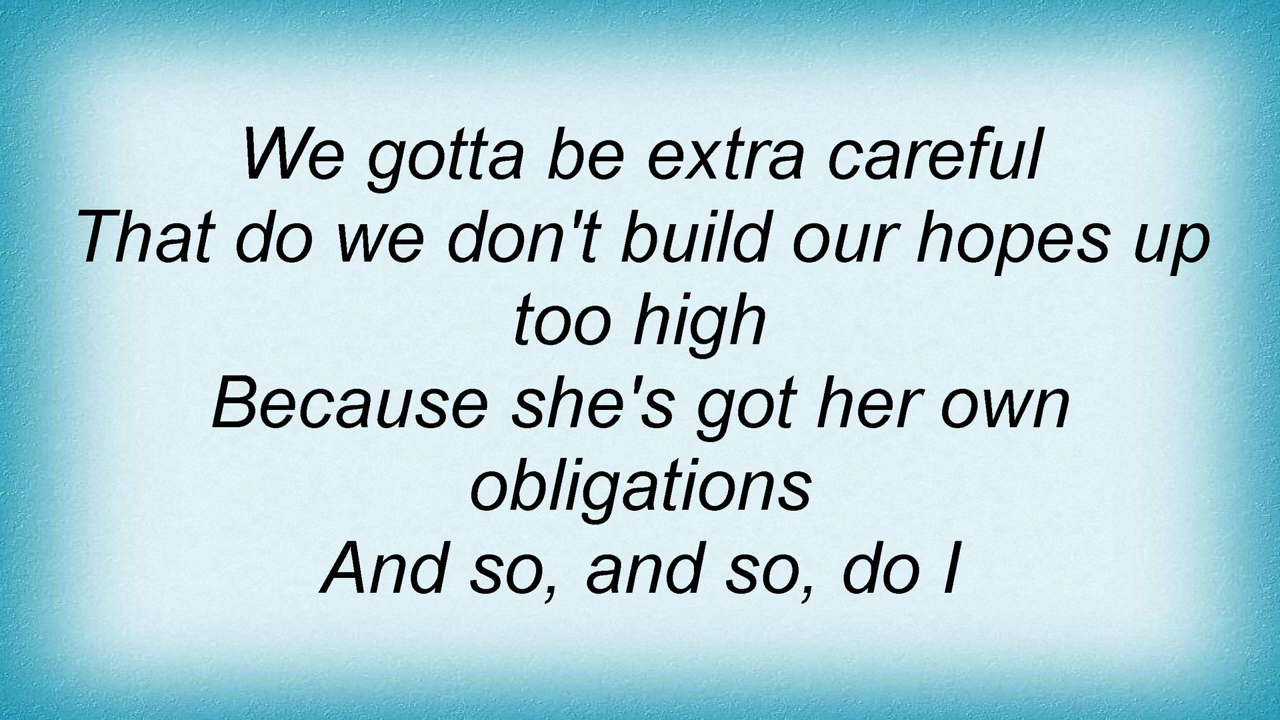 We gotta be extra careful
That do we don't build our hopes up
too high
Because she's got her own
obligations
And so, and so, do I